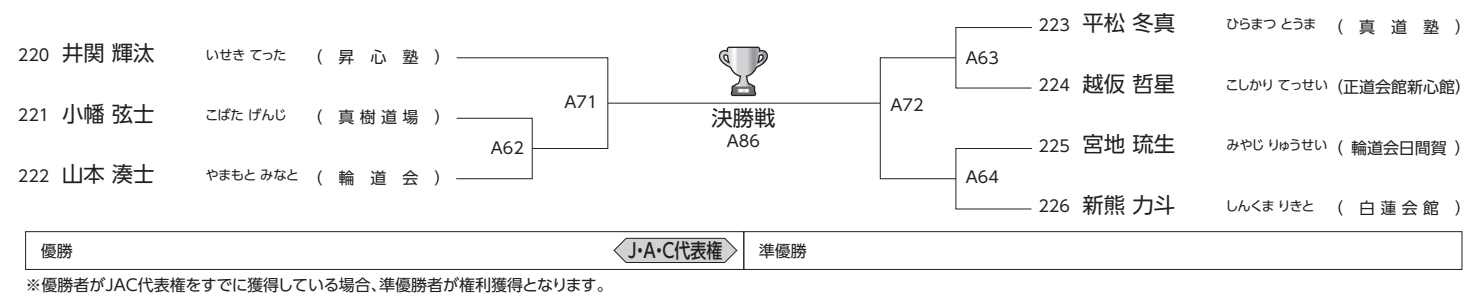 220 井関 輝汰 いせき てった ( 昇 心 塾 )
221 小幡 弦士 こばた げんじ ( 真 樹 道 場 )
222 山本 湊士 やまもと みなと ( 輪 道 会 )
A62
A71
決勝戦
A86
A72
A63
A64
223 平松 冬真 ひらまつ とうま ( 真 道 塾 )
224 越仮 哲星 こしかり てっせい (正道会館新心館)
225 宮地 琉生 みやじ りゅうせい ( 輪道会日間賀 )
226 新熊 力斗 しんくま りきと ( 白 蓮 会 館 )
優勝 J・A・C代表権 準優勝
※優勝者がJAC代表権をすでに獲得している場合、準優勝者が権利獲得となります。